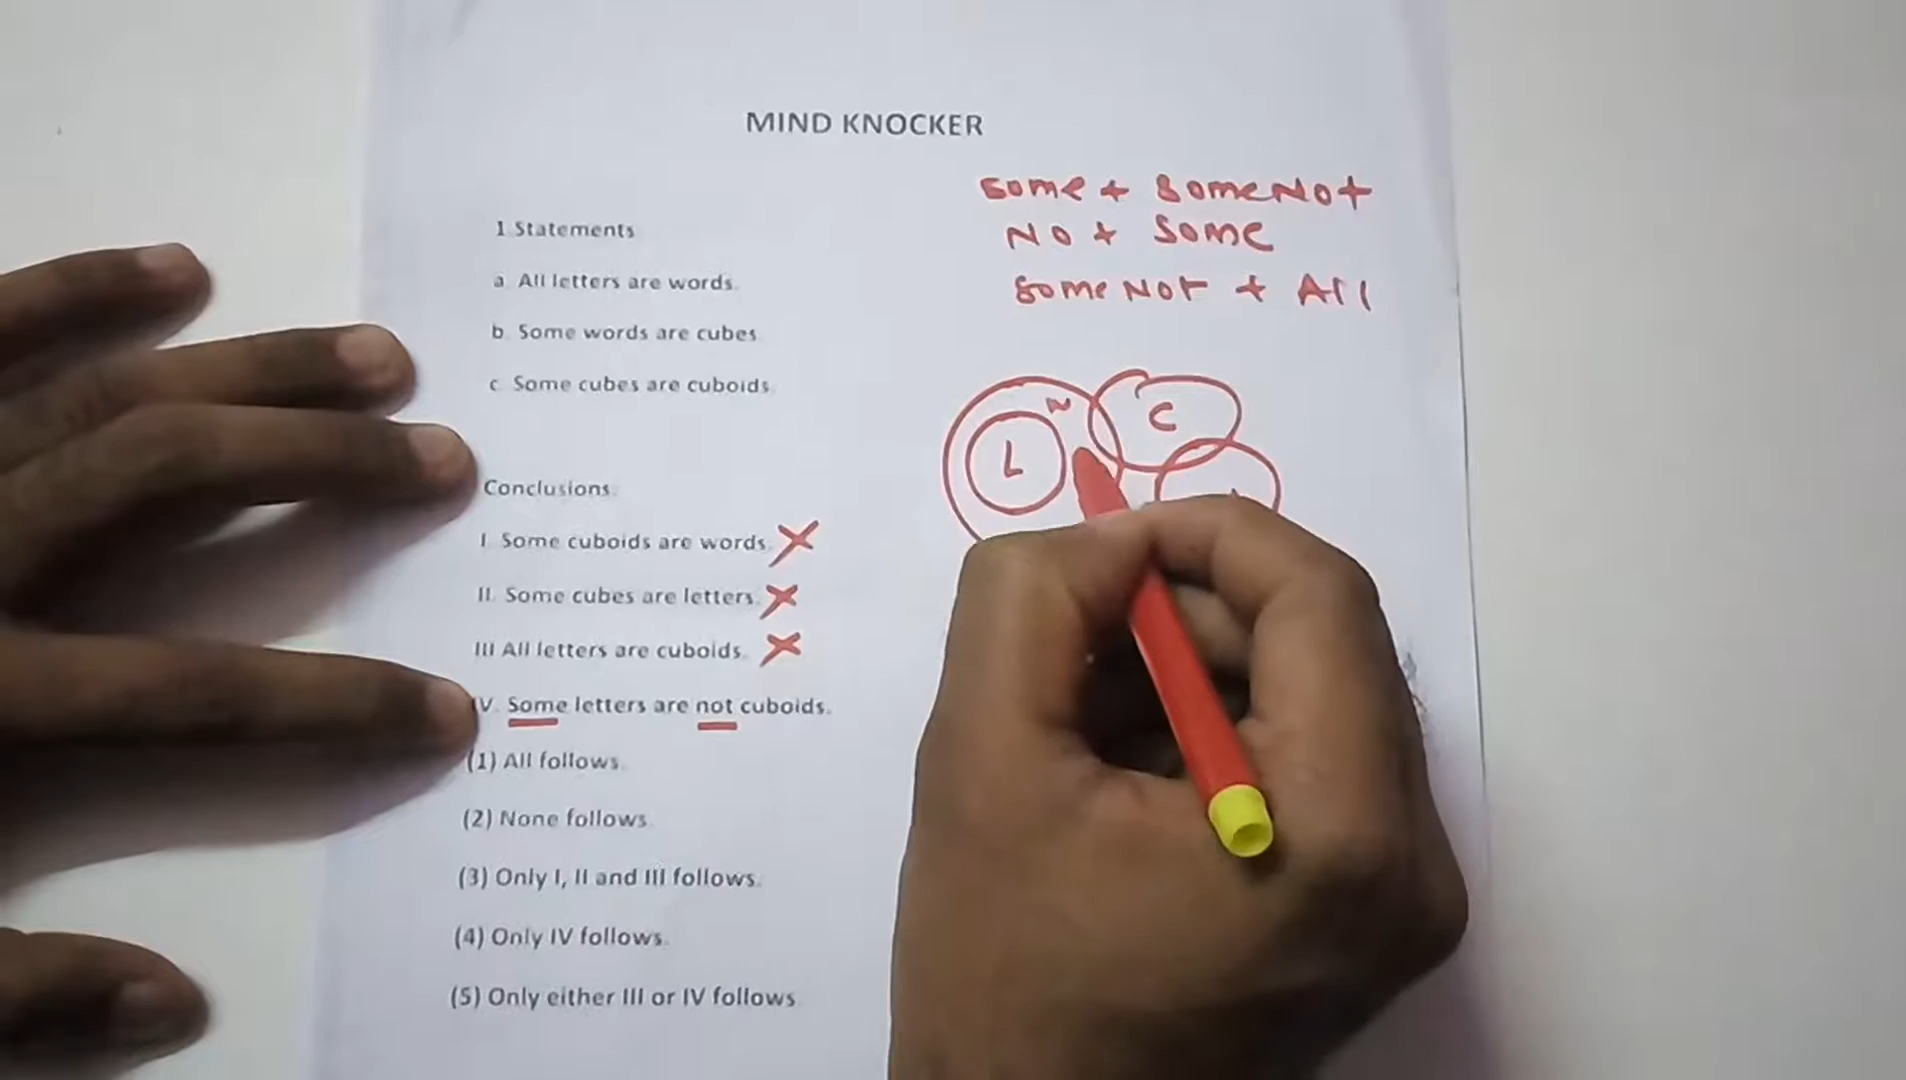 MIND KNOCKER
some + some Not
No + Some
some Not + All
1.Statements
a. All letters are words.
b. Some words are cubes
c. Some cubes are cuboids.
W
C
L
Conclusions:
I. Some cuboids are words.
II. Some cubes are letters.
III All letters are cuboids.
IV. Some letters are not cuboids.
(1) All follows.
(2) None follows.
(3) Only I, II and III follows.
(4) Only IV follows.
(5) Only either III or IV follows